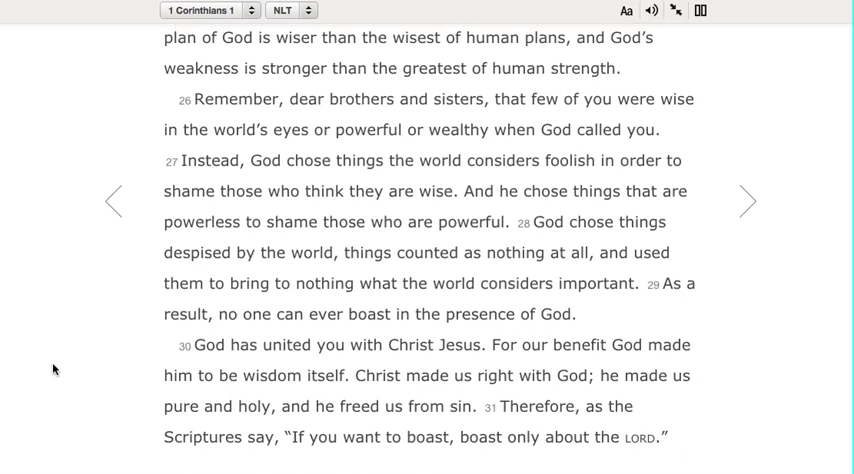 1 Corinthians 1 NLT Aa
plan of God is wiser than the wisest of human plans, and God’s
weakness is stronger than the greatest of human strength.
26 Remember, dear brothers and sisters, that few of you were wise
in the world’s eyes or powerful or wealthy when God called you.
27 Instead, God chose things the world considers foolish in order to
shame those who think they are wise. And he chose things that are
powerless to shame those who are powerful. 28 God chose things
despised by the world, things counted as nothing at all, and used
them to bring to nothing what the world considers important. 29 As a
result, no one can ever boast in the presence of God.
30 God has united you with Christ Jesus. For our benefit God made
him to be wisdom itself. Christ made us right with God; he made us
pure and holy, and he freed us from sin. 31 Therefore, as the
Scriptures say, “If you want to boast, boast only about the LORD.”